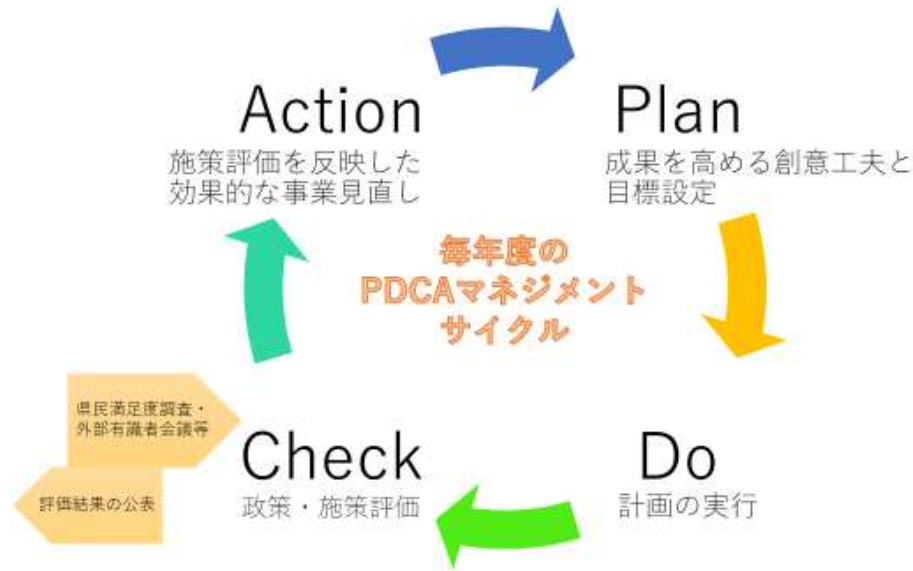 Action
施策評価を反映した
効果的な事業見直し
Plan
成果を高める創意工夫と
目標設定
毎年度の
PDCAマネジメント
サイクル
県民満足度調査・
外部有識者会議等
評価結果の公表
Check
政策・施策評価
Do
計画の実行